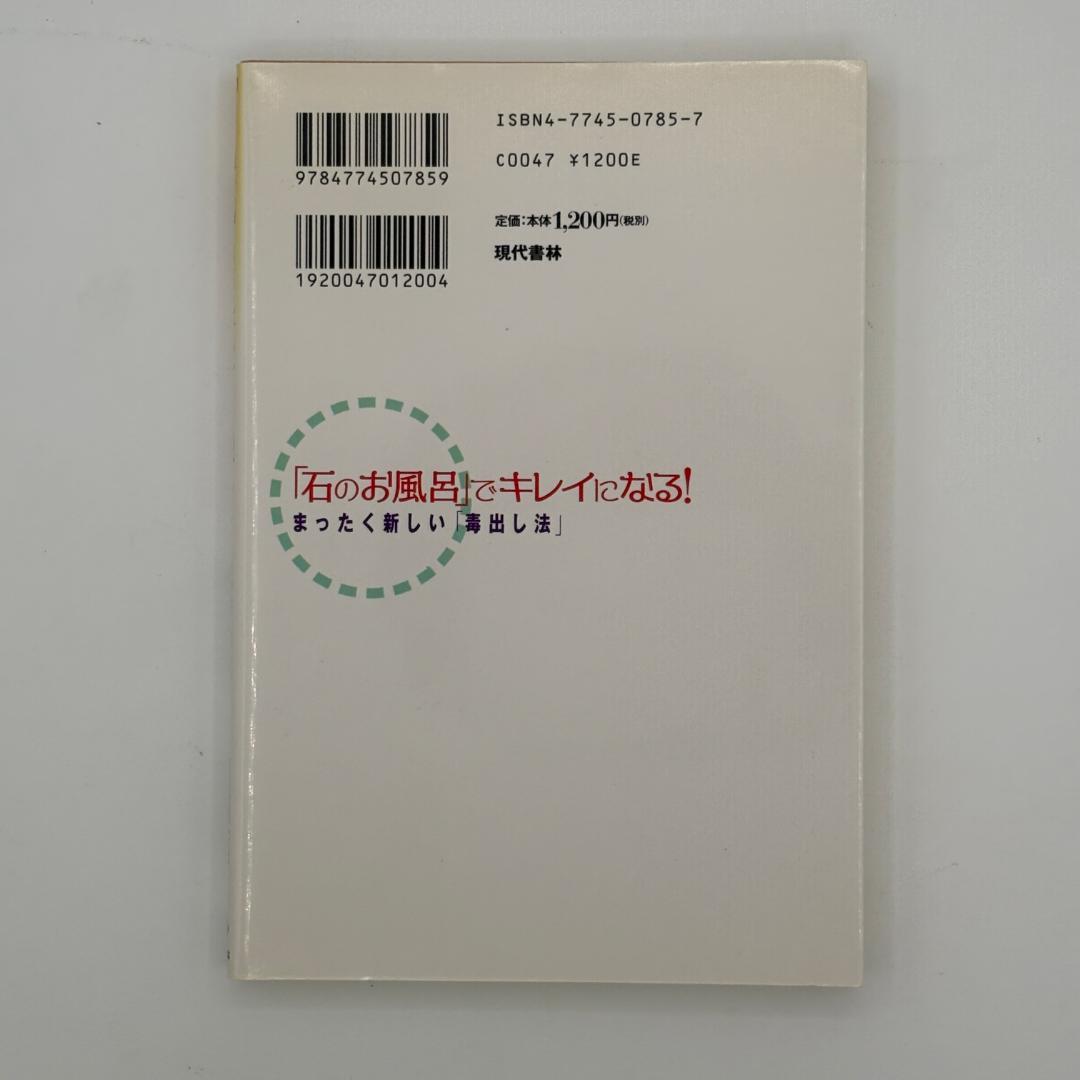 ISBN4-7745-0785-7
C0047 ¥1200E
9784774507859
定価:本体1,200円(税別)
現代書林
1920047012004
「石のお風呂」でキレイになる!
まったく新しい「毒出し法」